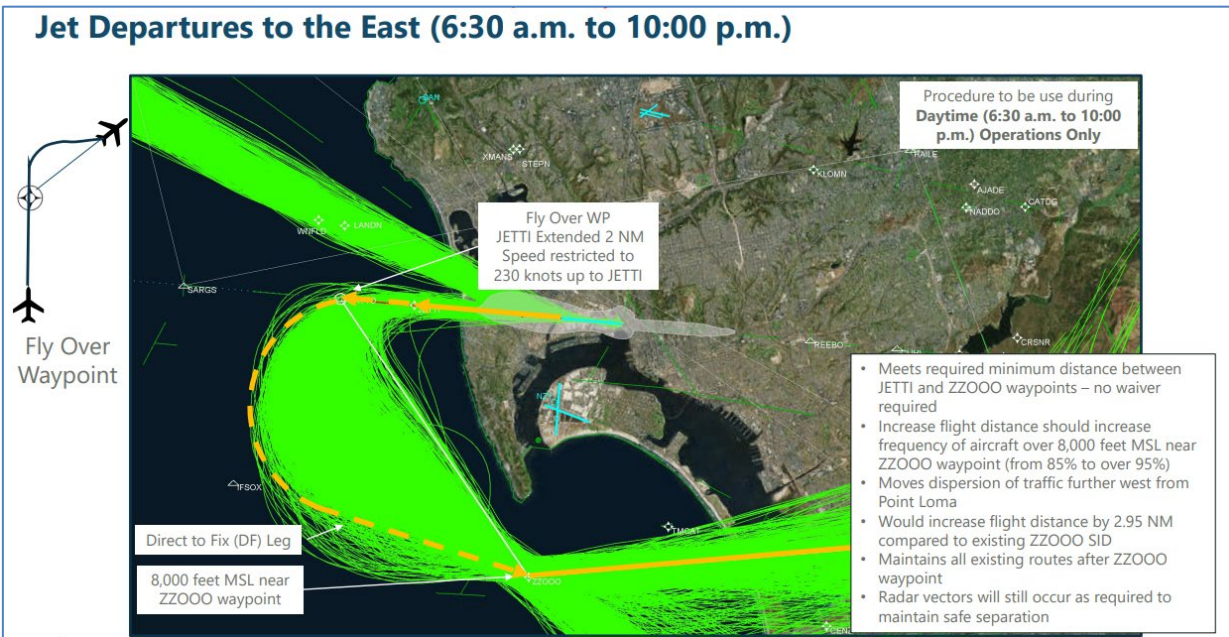 Jet Departures to the East (6:30 a.m. to 10:00 p.m.)
Procedure to be use during
Daytime (6:30 a.m. to 10:00
p.m.) Operations Only
XMANS
STEPN
KLOMN
HAILE
AJADE
NADDO
CATOG
Fly Over WP
JETTI Extended 2 NM
Speed restricted to
230 knots up to JETTI
WNFLD
LANDN
SARGS
Fly Over
Waypoint
REEBO
CRSNR
• Meets required minimum distance between
JETTI and ZZOOO waypoints – no waiver
required
• Increase flight distance should increase
frequency of aircraft over 8,000 feet MSL near
ZZOOO waypoint (from 85% to over 95%)
• Moves dispersion of traffic further west from
Point Loma
• Would increase flight distance by 2.95 NM
compared to existing ZZOOO SID
• Maintains all existing routes after ZZOOO
waypoint
• Radar vectors will still occur as required to
maintain safe separation
IFSOX
Direct to Fix (DF) Leg
TMCAT
8,000 feet MSL near
ZZOOO waypoint
ZZOOO